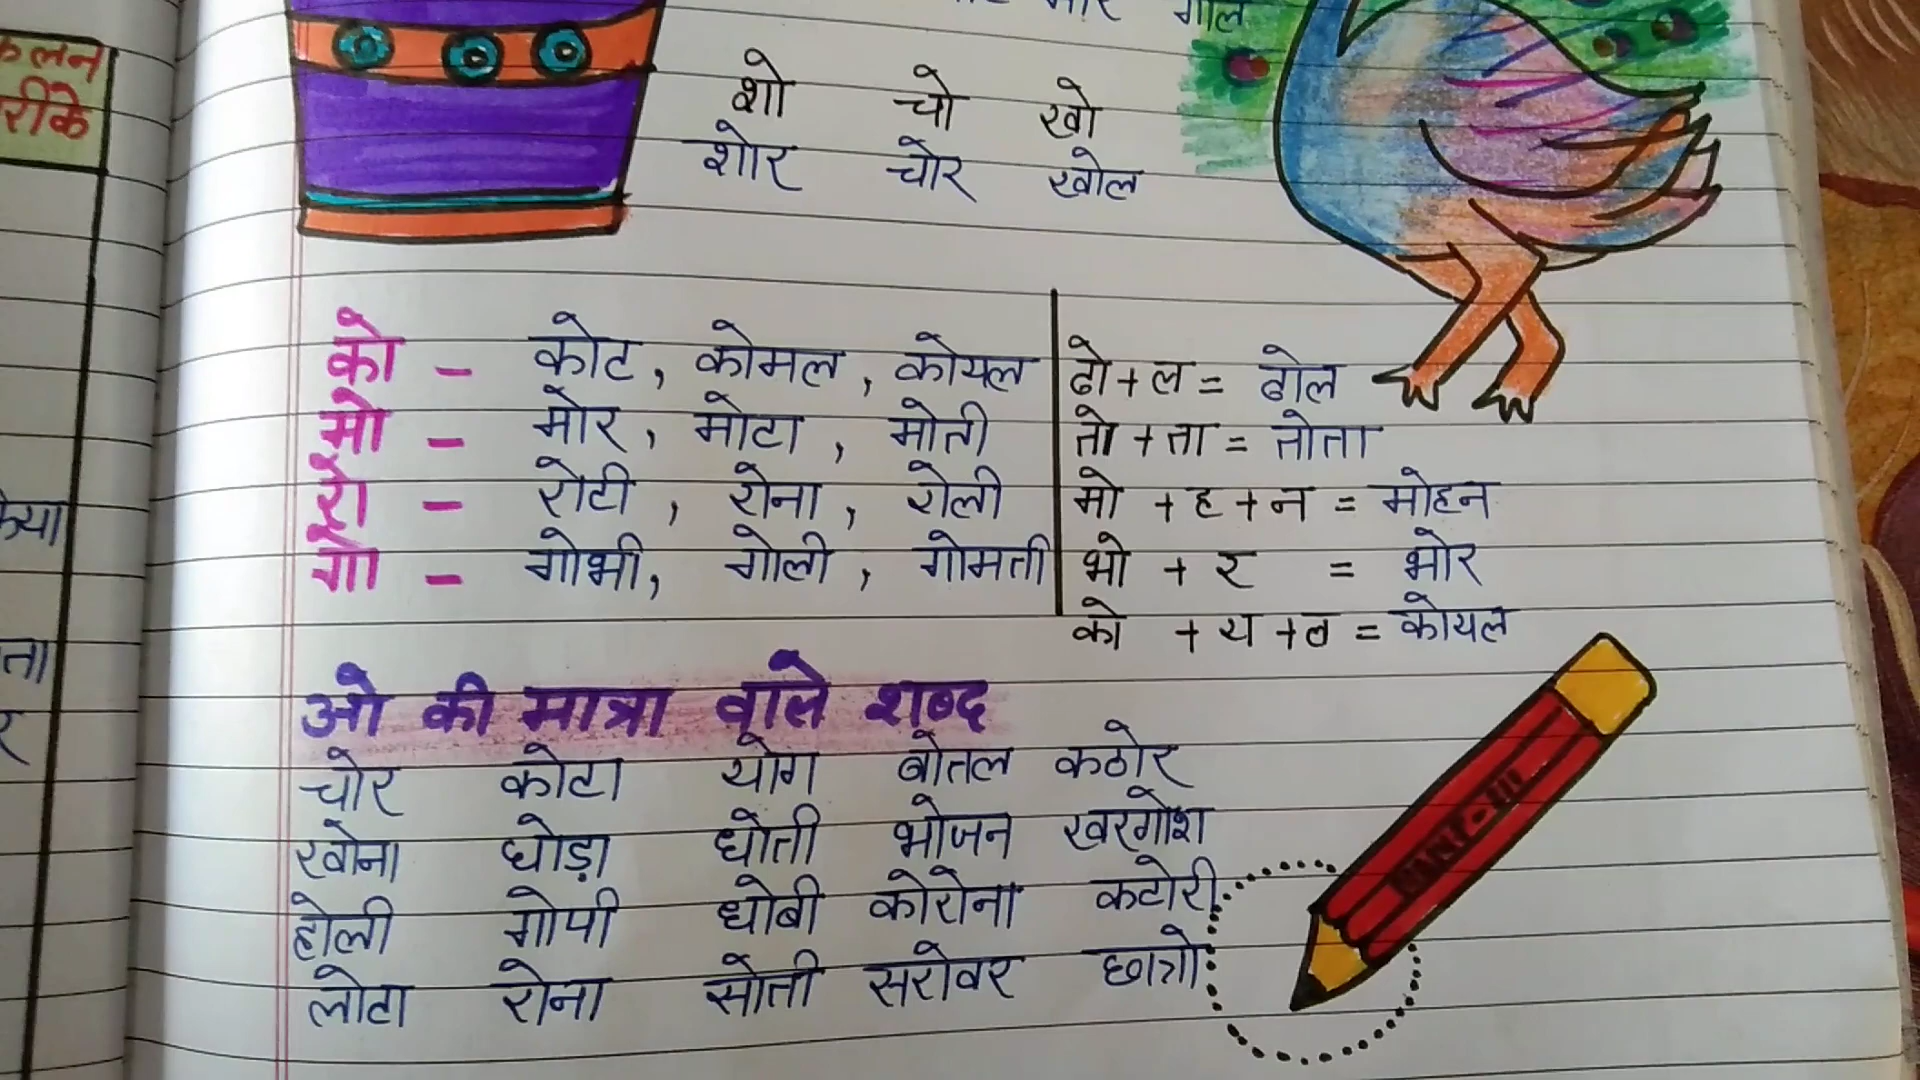 गोल
शो चो खो
शोर चोर खोल
को - कोट, कोमल, कोयल
मो - मोर, मोटा, मोती
रो - रोटी, रोना, रोली
गो - गोभी, गोली, गोमती
ढो + ल = ढोल
तो + ता = तोता
मो + ह + न = मोहन
भो + र = भोर
को + य + ल = कोयल
ओ की मात्रा वाले शब्द
चोर कोटा योग बोतल कठोर
खोना घोड़ा धोती भोजन खरगोश
होली गोपी धोबी कोरोना कटोरी
लोटा रोना सोती सरोवर छात्रो